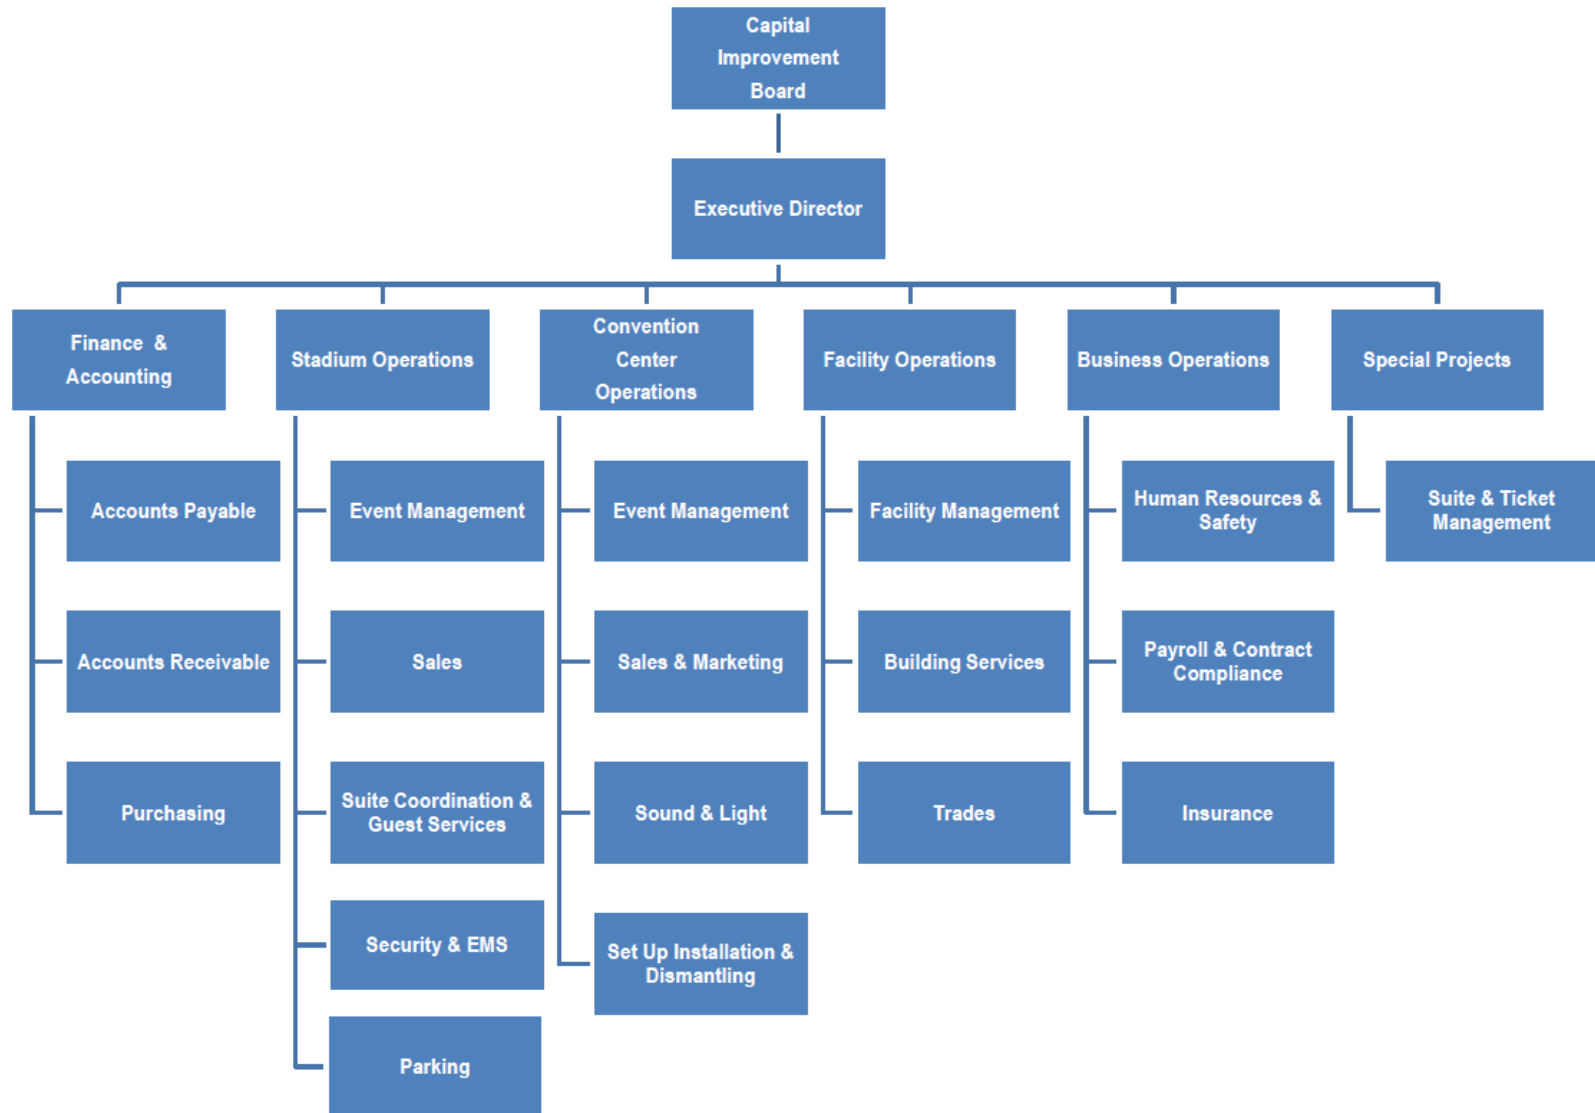 Capital
Improvement
Board
Executive Director
Finance & 
Accounting
Stadium Operations
Convention
Center
Operations
Facility Operations
Business Operations
Special Projects
Accounts Payable
Event Management
Event Management
Facility Management
Human Resources &
Safety
Suite & Ticket
Management
Accounts Receivable
Sales
Sales & Marketing
Building Services
Payroll & Contract
Compliance
Purchasing
Suite Coordination &
Guest Services
Sound & Light
Trades
Insurance
Security & EMS
Set Up Installation &
Dismantling
Parking